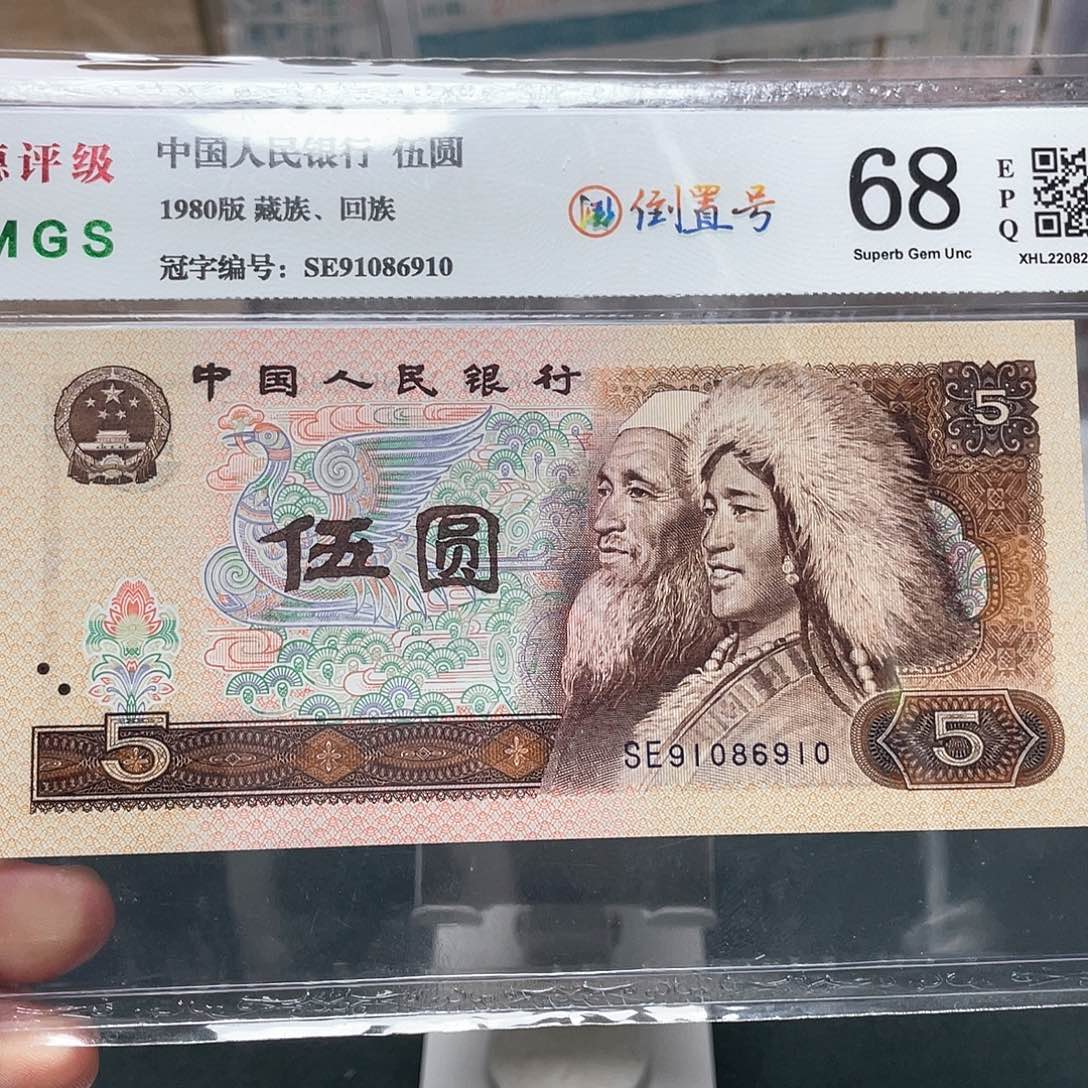 评级
MGS
中国人民银行 伍圆
1980版 藏族、回族
冠字编号：SE91086910
倒置号
68
Superb Gem Unc
EPQ
XHL22082
中国人民银行
5
伍圆
5
SE91086910
5